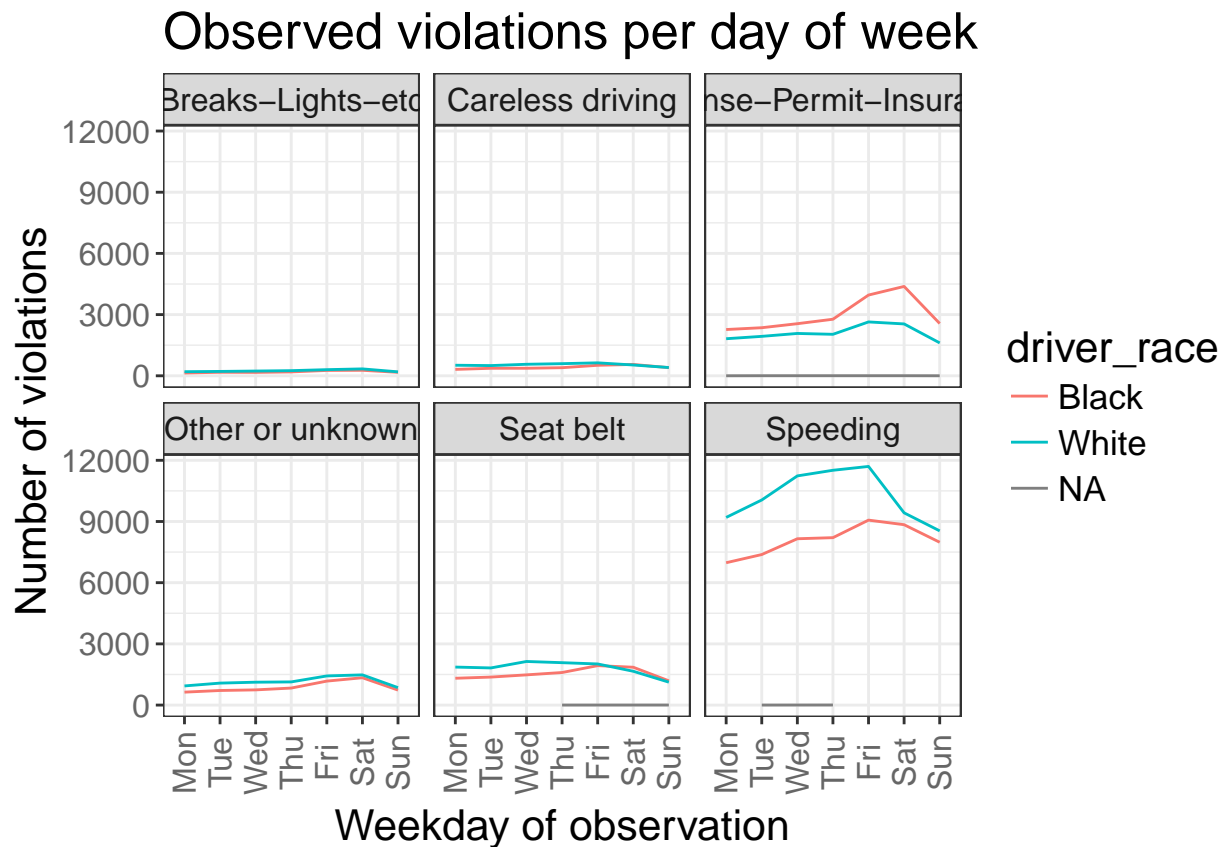 Observed violations per day of week
Breaks−Lights−etc
Careless driving
nse−Permit−Insura
12000
9000
6000
3000
0
Number of violations
Other or unknown
Seat belt
Speeding
12000
9000
6000
3000
0
Mon Tue Wed Thu Fri Sat Sun
Mon Tue Wed Thu Fri Sat Sun
Mon Tue Wed Thu Fri Sat Sun
Weekday of observation
driver_race
Black
White
NA